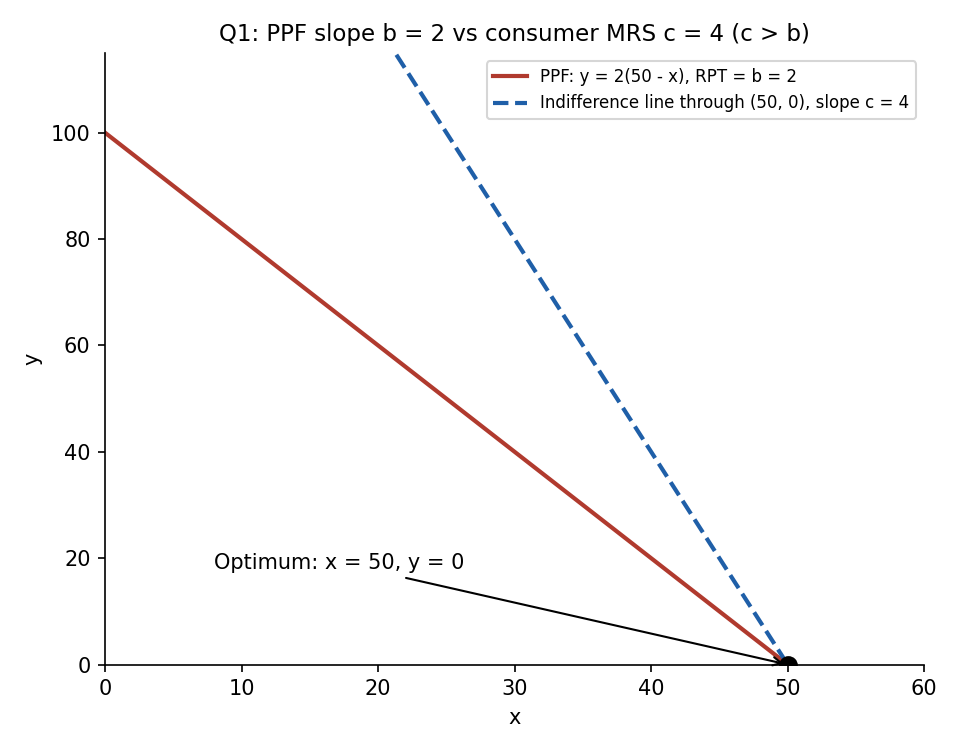 Q1: PPF slope b = 2 vs consumer MRS c = 4 (c > b)
PPF: y = 2(50 - x), RPT = b = 2
Indifference line through (50, 0), slope c = 4
100
80
60
40
20
0
y
Optimum: x = 50, y = 0
0 10 20 30 40 50 60
x